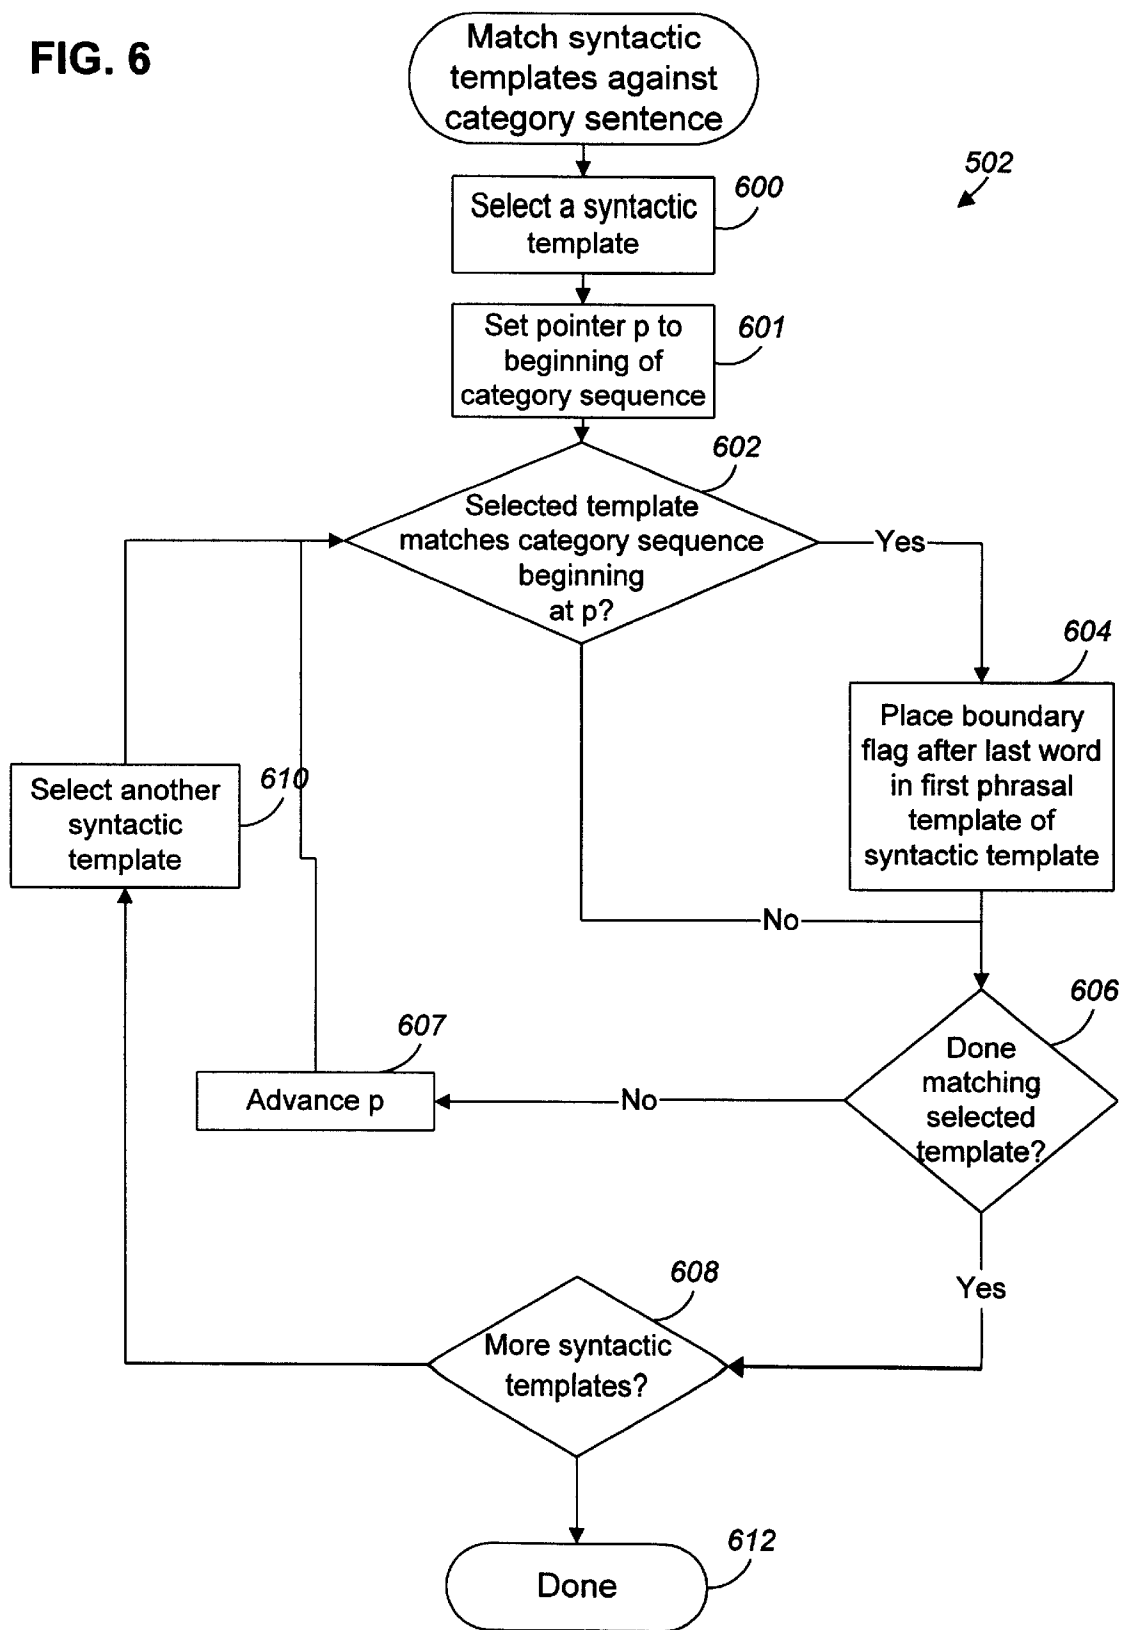 FIG. 6
Match syntactic
templates against
category sentence
502
600
Select a syntactic
template
601
Set pointer p to
beginning of
category sequence
602
Selected template
matches category sequence
beginning
at p?
Yes
604
Place boundary
flag after last word
in first phrasal
template of
syntactic template
610
Select another
syntactic
template
No
606
Done
matching
selected
template?
607
Advance p
No
Yes
608
More syntactic
templates?
612
Done